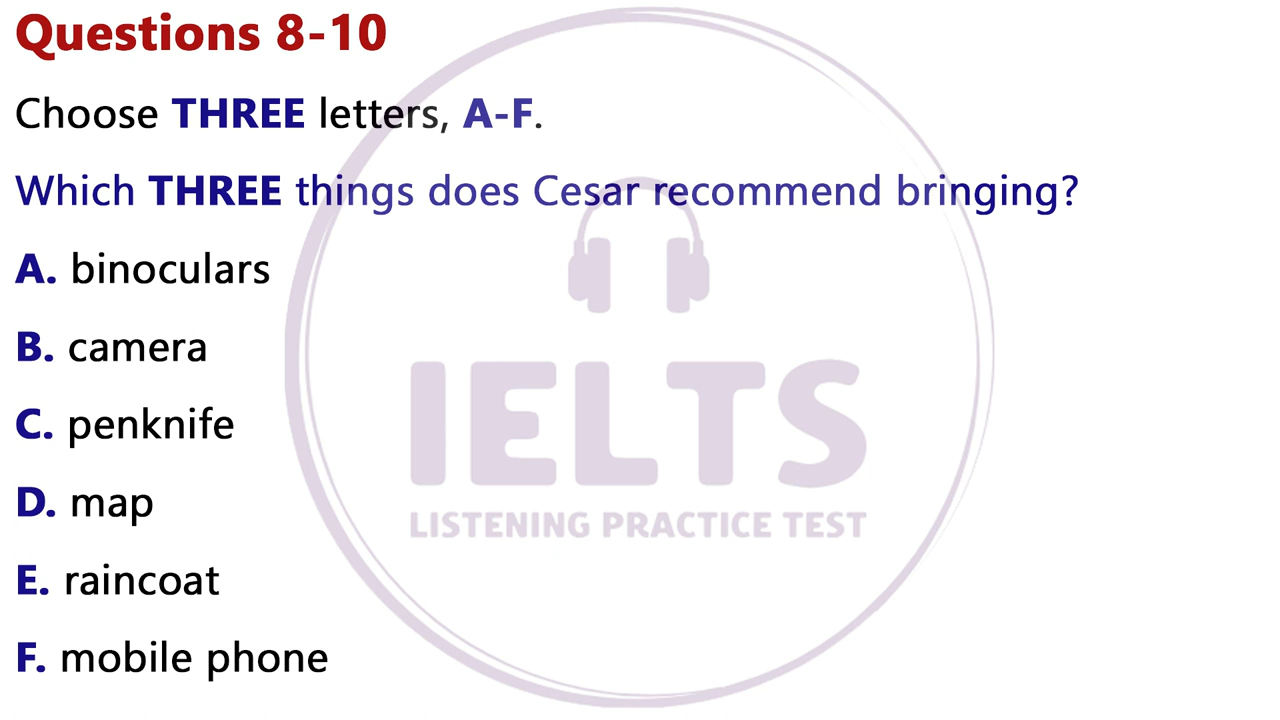 Questions 8-10
Choose THREE letters, A-F.
Which THREE things does Cesar recommend bringing?
A. binoculars
B. camera
C. penknife
D. map
E. raincoat
F. mobile phone
IELTS
LISTENING PRACTICE TEST